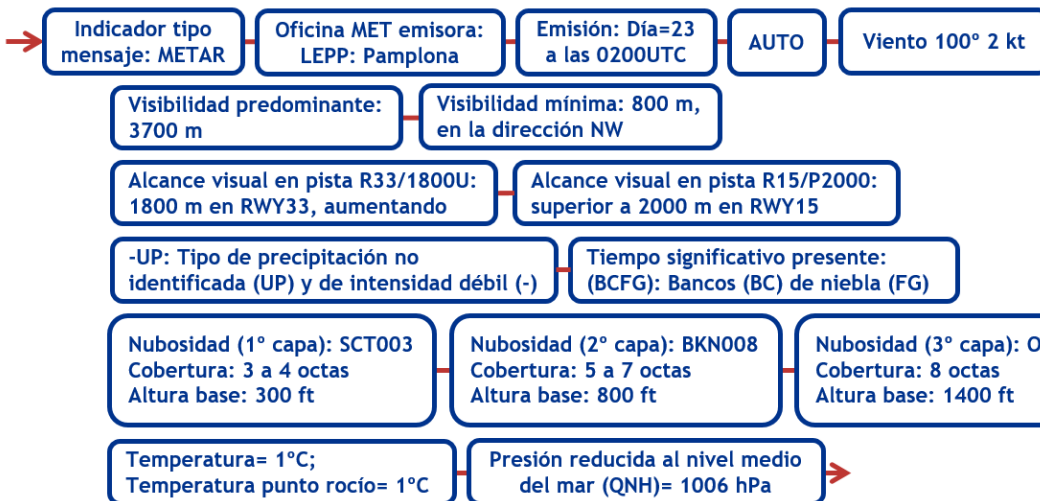 Indicador tipo
mensaje: METAR
Oficina MET emisora:
LEPP: Pamplona
Emisión: Día=23
a las 0200UTC
AUTO
Viento 100º 2 kt
Visibilidad predominante:
3700 m
Visibilidad mínima: 800 m,
en la dirección NW
Alcance visual en pista R33/1800U:
1800 m en RWY33, aumentando
Alcance visual en pista R15/P2000:
superior a 2000 m en RWY15
-UP: Tipo de precipitación no
identificada (UP) y de intensidad débil (-)
Tiempo significativo presente:
(BCFG): Bancos (BC) de niebla (FG)
Nubosidad (1º capa): SCT003
Cobertura: 3 a 4 octas
Altura base: 300 ft
Nubosidad (2º capa): BKN008
Cobertura: 5 a 7 octas
Altura base: 800 ft
Nubosidad (3º capa):
Cobertura: 8 octas
Altura base: 1400 ft
Temperatura= 1ºC;
Temperatura punto rocío= 1ºC
Presión reducida al nivel medio
del mar (QNH)= 1006 hPa